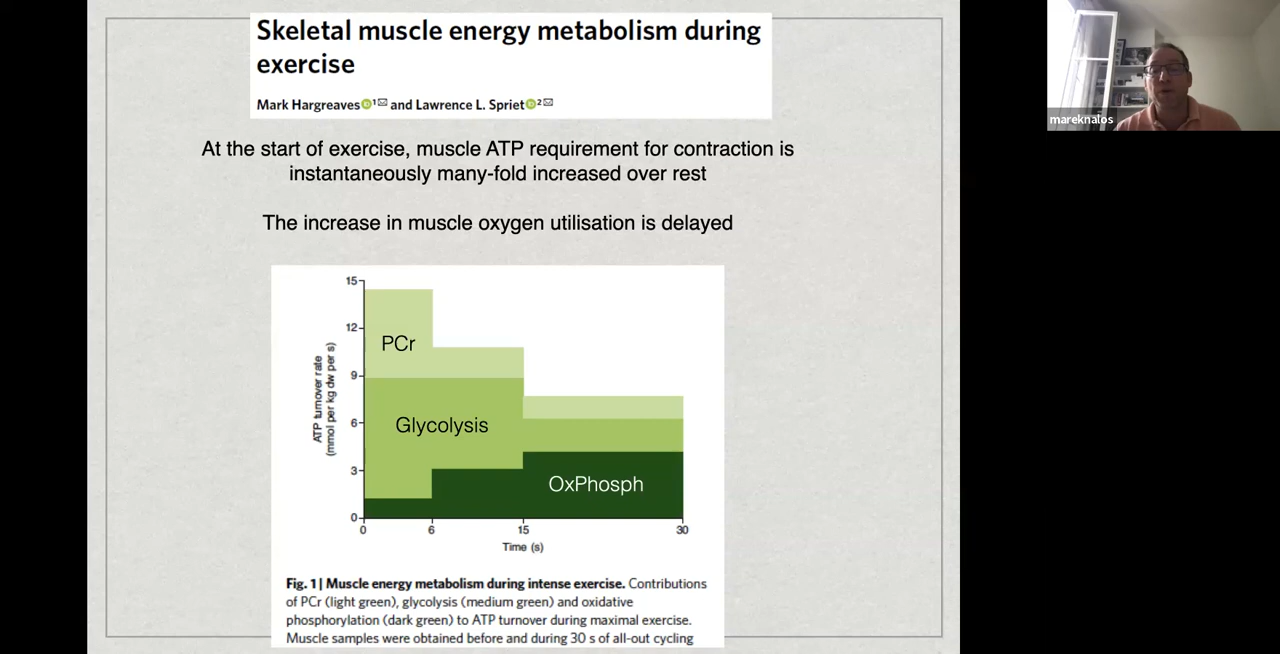 Skeletal muscle energy metabolism during
exercise
Mark Hargreaves 1 and Lawrence L. Spriet 2
mareknalos
At the start of exercise, muscle ATP requirement for contraction is
instantaneously many-fold increased over rest
The increase in muscle oxygen utilisation is delayed
15
12
9
6
3
0
ATP turnover rate
(mmol per kg dw per s)
PCr
Glycolysis
OxPhosph
0 6 15 30
Time (s)
Fig. 1 | Muscle energy metabolism during intense exercise. Contributions
of PCr (light green), glycolysis (medium green) and oxidative
phosphorylation (dark green) to ATP turnover during maximal exercise.
Muscle samples were obtained before and during 30 s of all-out cycling